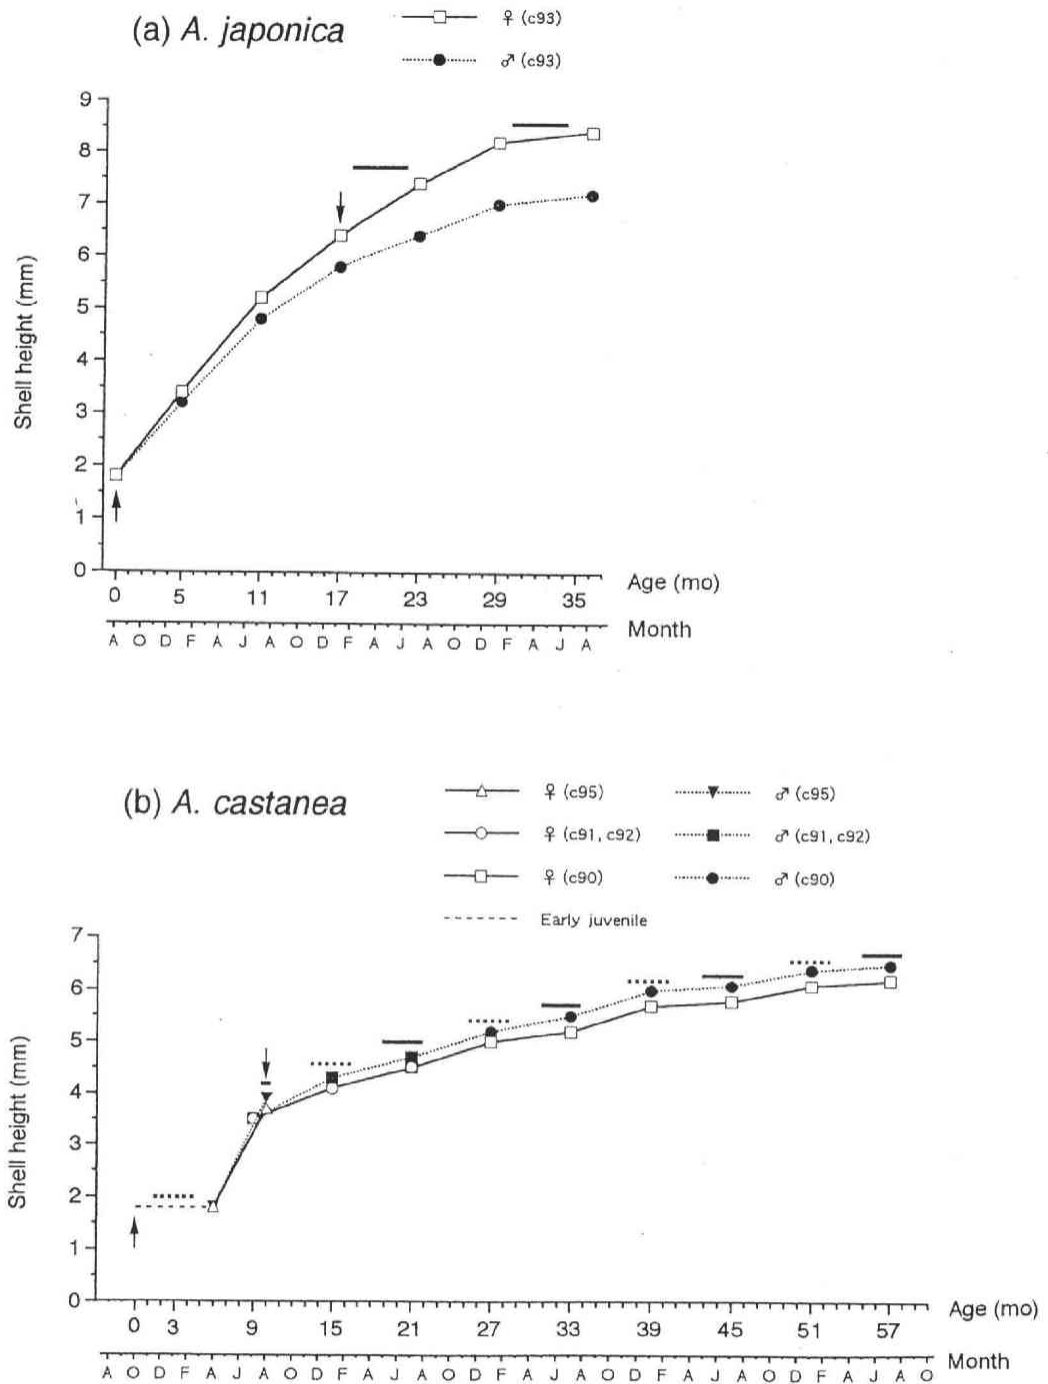 (a) A. japonica
♀ (c93)
♂ (c93)
9
8
7
6
5
4
3
2
1
0
Shell height (mm)
0 5 11 17 23 29 35 Age (mo)
A O D F A J A O D F A J A O D F A J A Month
(b) A. castanea
♀ (c95) ♂ (c95)
♀ (c91, c92) ♂ (c91, c92)
♀ (c90) ♂ (c90)
Early juvenile
7
6
5
4
3
2
1
0
Shell height (mm)
0 3 9 15 21 27 33 39 45 51 57 Age (mo)
A O D F A J A O D F A J A O D F A J A O D F A J A O D F A J A O Month